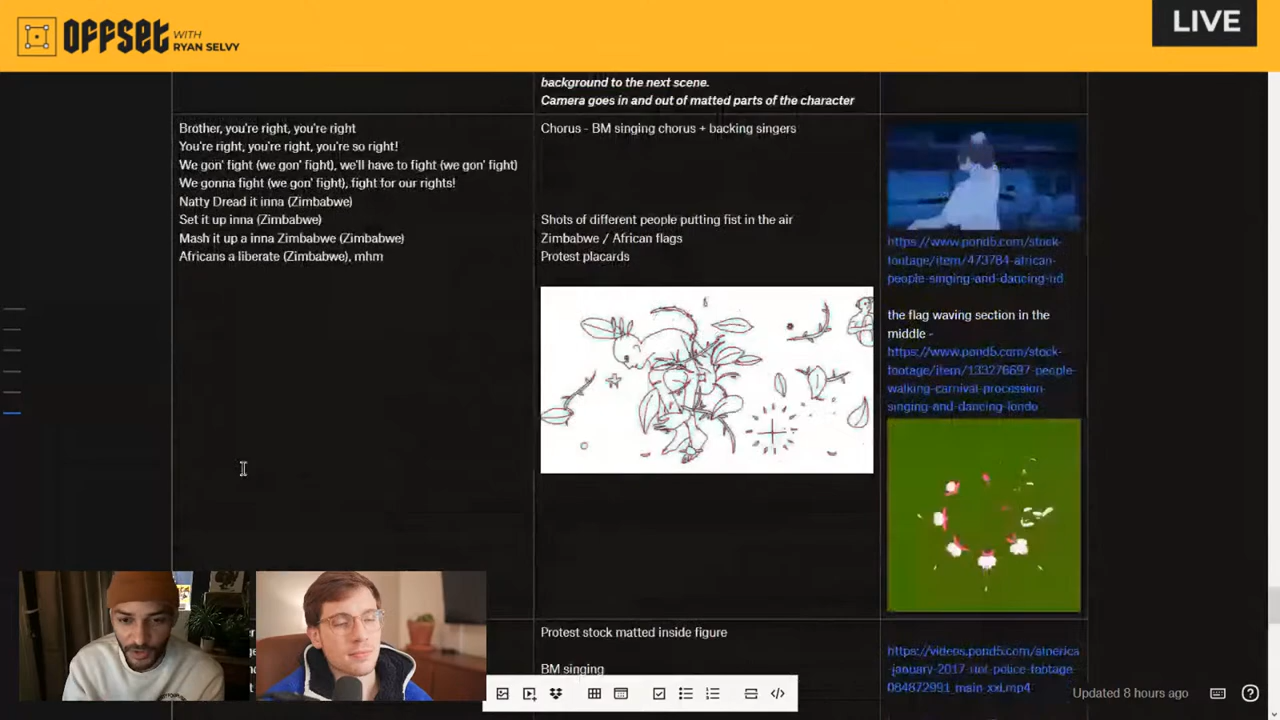 OFFSET
WITH
RYAN SELVY
LIVE
background to the next scene.
Camera goes in and out of matted parts of the character
Brother, you're right, you're right
You're right, you're right, you're so right!
We gon' fight (we gon' fight), we'll have to fight (we gon' fight)
We gonna fight (we gon' fight), fight for our rights!
Natty Dread it inna (Zimbabwe)
Set it up inna (Zimbabwe)
Mash it up a inna Zimbabwe (Zimbabwe)
Africans a liberate (Zimbabwe), mhm
Chorus - BM singing chorus + backing singers
Shots of different people putting fist in the air
Zimbabwe / African flags
Protest placards
https://www.pond5.com/stock-
footage/item/473784-african-
people-singing-and-dancing-hd
the flag waving section in the
middle -
https://www.pond5.com/stock-
footage/item/133276697-people-
walking-carnival-procession-
singing-and-dancing-londo
Protest stock matted inside figure
BM singing
https://videos.pond5.com/america
-january-2017-riot-police-footage-
084872991_main_xxl.mp4
Updated 8 hours ago